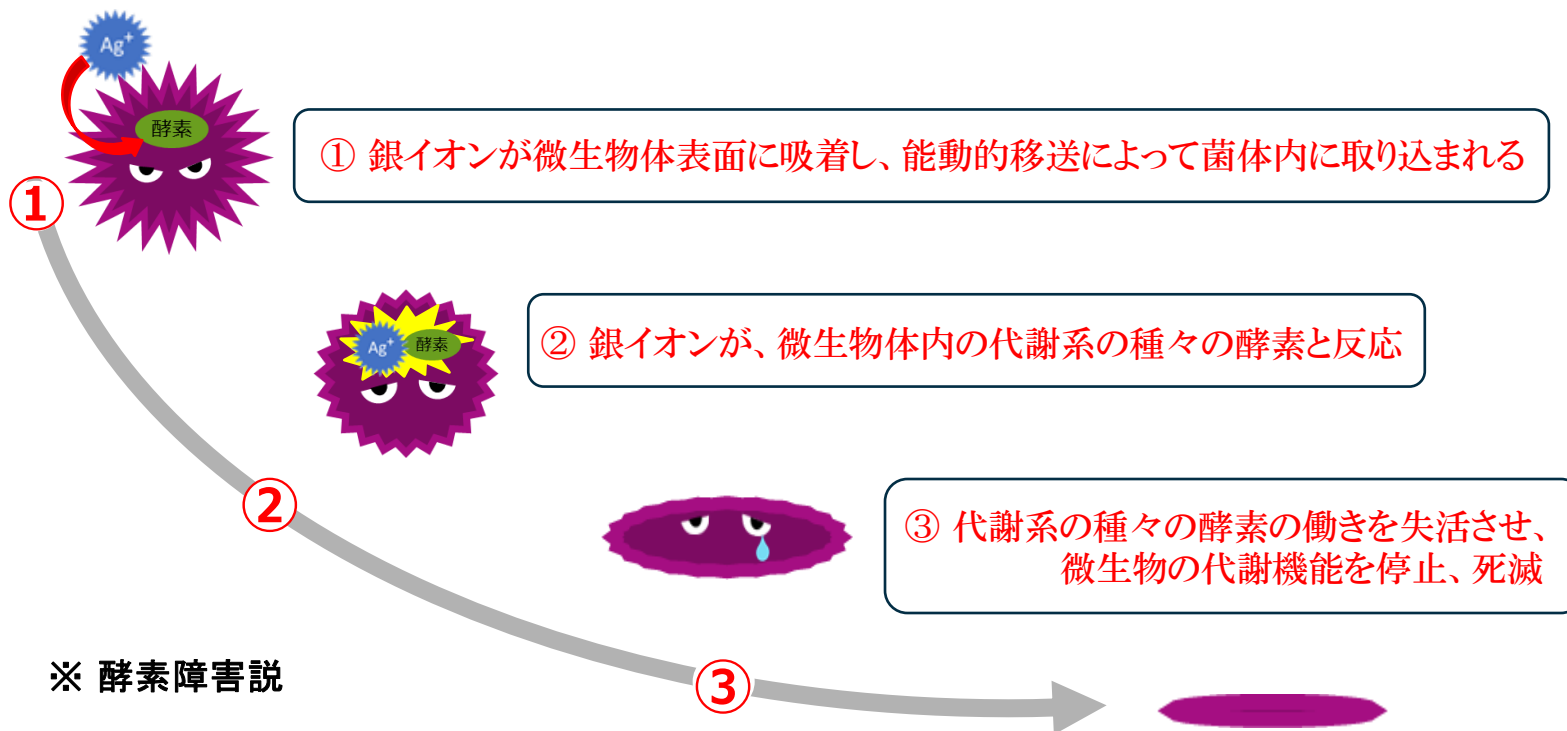 Ag⁺
酵素
① 銀イオンが微生物体表面に吸着し、能動的移送によって菌体内に取り込まれる
①
Ag⁺
酵素
② 銀イオンが、微生物体内の代謝系の種々の酵素と反応
②
③ 代謝系の種々の酵素の働きを失活させ、
微生物の代謝機能を停止、死滅
※ 酵素障害説
③